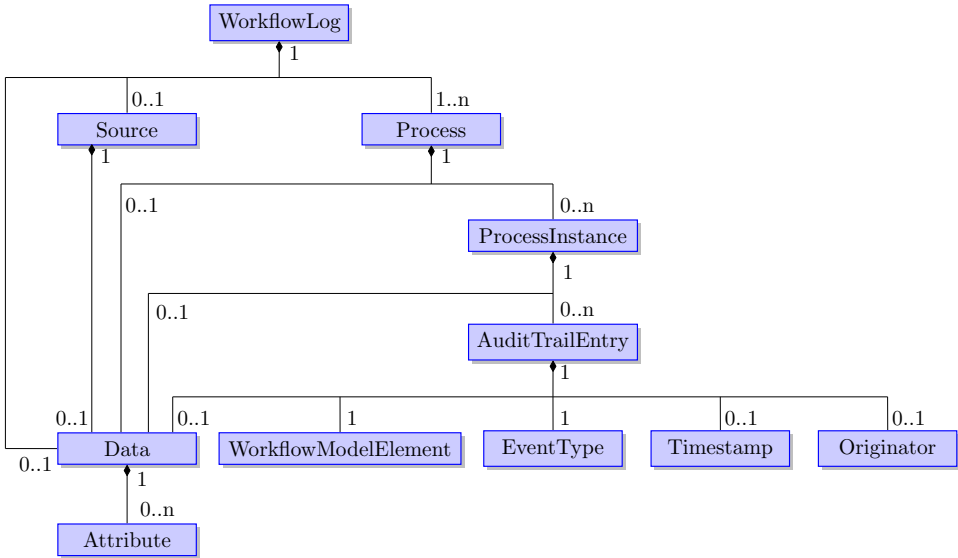 WorkflowLog
1
0..1
1..n
Source
Process
1
1
0..1
0..n
ProcessInstance
1
0..1
0..n
AuditTrailEntry
1
0..1
0..1
1
1
0..1
0..1
Data
WorkflowModelElement
EventType
Timestamp
Originator
0..1
1
0..n
Attribute